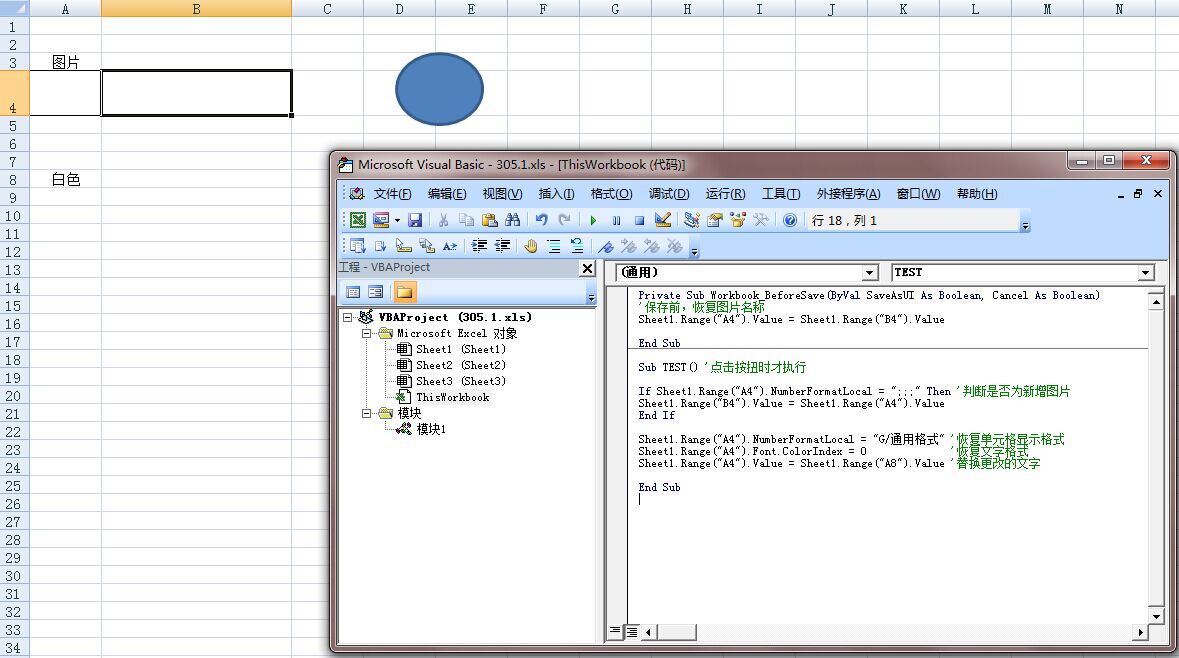 A B C D E F G H I J K L M N
1
2
3 图片
4
5
6
7
8 白色
9
10
11
12
13
14
15
16
17
18
19
20
21
22
23
24
25
26
27
28
29
30
31
32
33
34
Microsoft Visual Basic - 305.1.xls - [ThisWorkbook (代码)]
文件(F) 编辑(E) 视图(V) 插入(I) 格式(O) 调试(D) 运行(R) 工具(T) 外接程序(A) 窗口(W) 帮助(H)
行 18，列 1
工程 - VBAProject
VBAProject (305.1.xls)
Microsoft Excel 对象
Sheet1 (Sheet1)
Sheet2 (Sheet2)
Sheet3 (Sheet3)
ThisWorkbook
模块
模块1
(通用) TEST
Private Sub Workbook_BeforeSave(ByVal SaveAsUI As Boolean, Cancel As Boolean)
'保存前，恢复图片名称
Sheet1.Range("A4").Value = Sheet1.Range("B4").Value
End Sub
Sub TEST() '点击按扭时才执行
If Sheet1.Range("A4").NumberFormatLocal = ";;;" Then '判断是否为新增图片
Sheet1.Range("B4").Value = Sheet1.Range("A4").Value
End If
Sheet1.Range("A4").NumberFormatLocal = "G/通用格式" '恢复单元格显示格式
Sheet1.Range("A4").Font.ColorIndex = 0 '恢复文字格式
Sheet1.Range("A4").Value = Sheet1.Range("A8").Value '替换更改的文字
End Sub